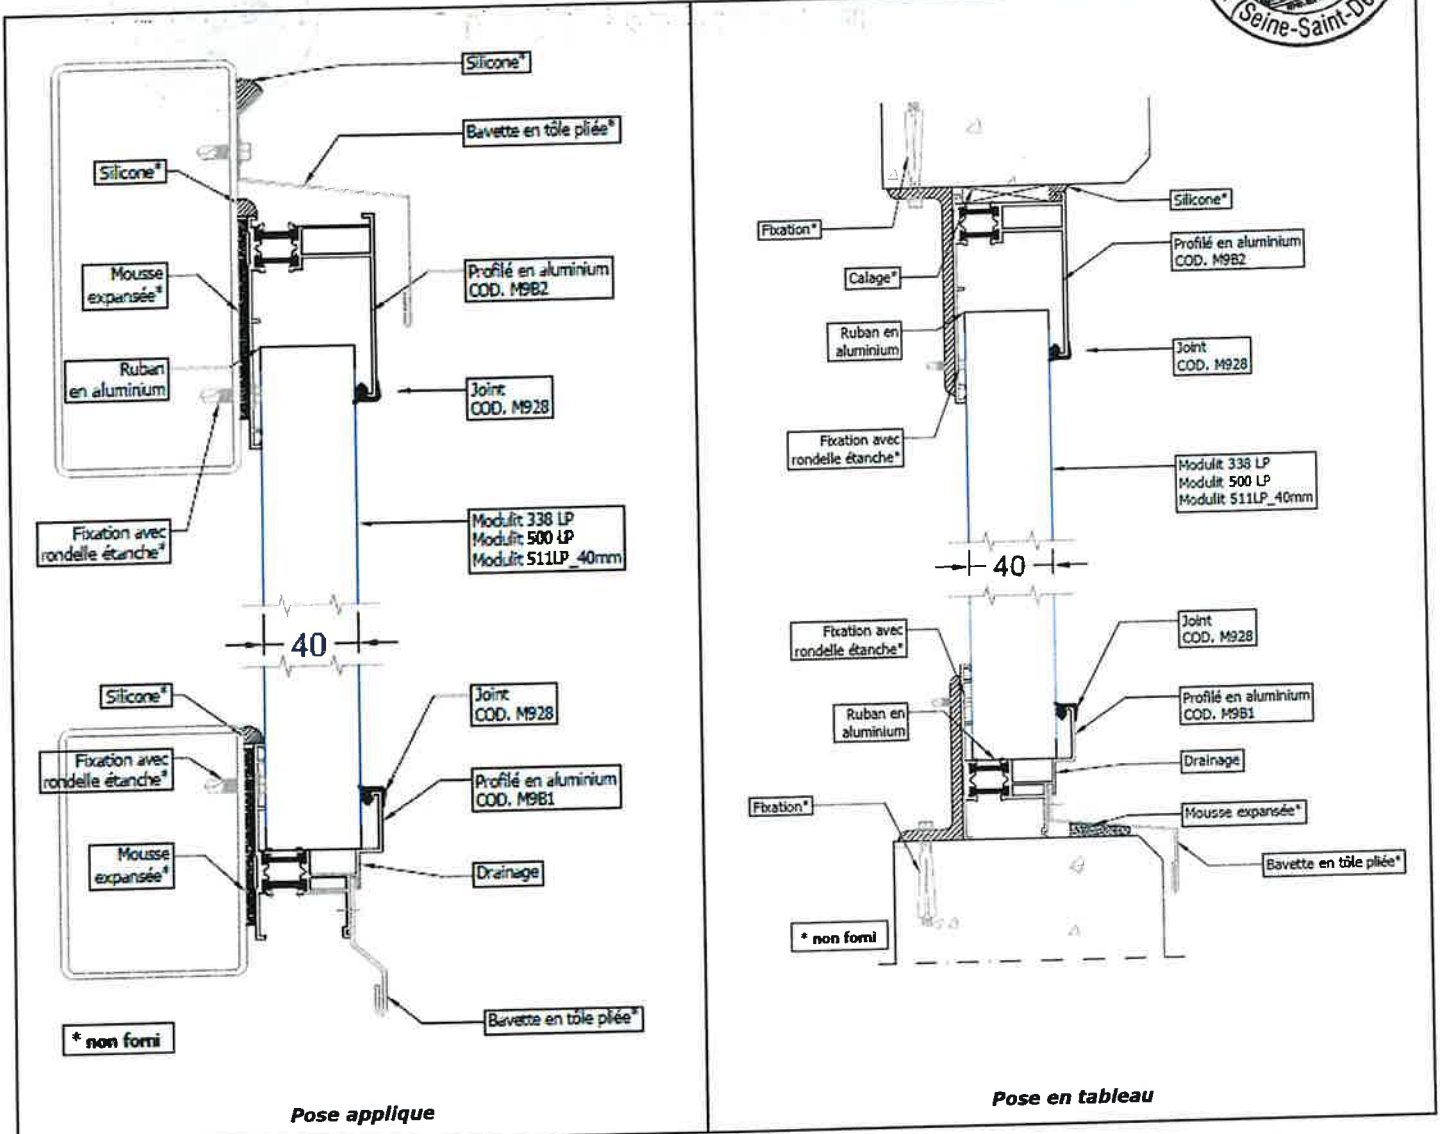 Silicone*
Bavette en tôle pliée*
Silicone*
Mousse
expansée*
Profilé en aluminium
COD. M9B2
Ruban
en aluminium
Joint
COD. M928
Fixation avec
rondelle étanche*
Modulit 338 LP
Modulit 500 LP
Modulit 511LP_40mm
40
Silicone*
Joint
COD. M928
Fixation avec
rondelle étanche*
Profilé en aluminium
COD. M9B1
Mousse
expansée*
Drainage
Bavette en tôle pliée*
* non forni
Pose applique
(Seine-Saint-De
Silicone*
Fixation*
Profilé en aluminium
COD. M9B2
Calage*
Ruban en
aluminium
Joint
COD. M928
Fixation avec
rondelle étanche*
Modulit 338 LP
Modulit 500 LP
Modulit 511LP_40mm
40
Fixation avec
rondelle étanche*
Joint
COD. M928
Profilé en aluminium
COD. M9B1
Ruban en
aluminium
Drainage
Fixation*
Mousse expansée*
Bavette en tôle pliée*
* non forni
Pose en tableau